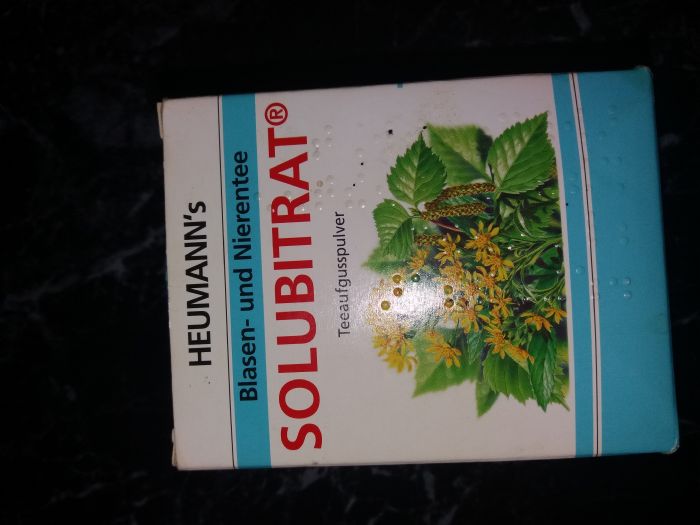 HEUMANN's
Blasen- und Nierentee
SOLUBITRAT®
Teeaufgusspulver